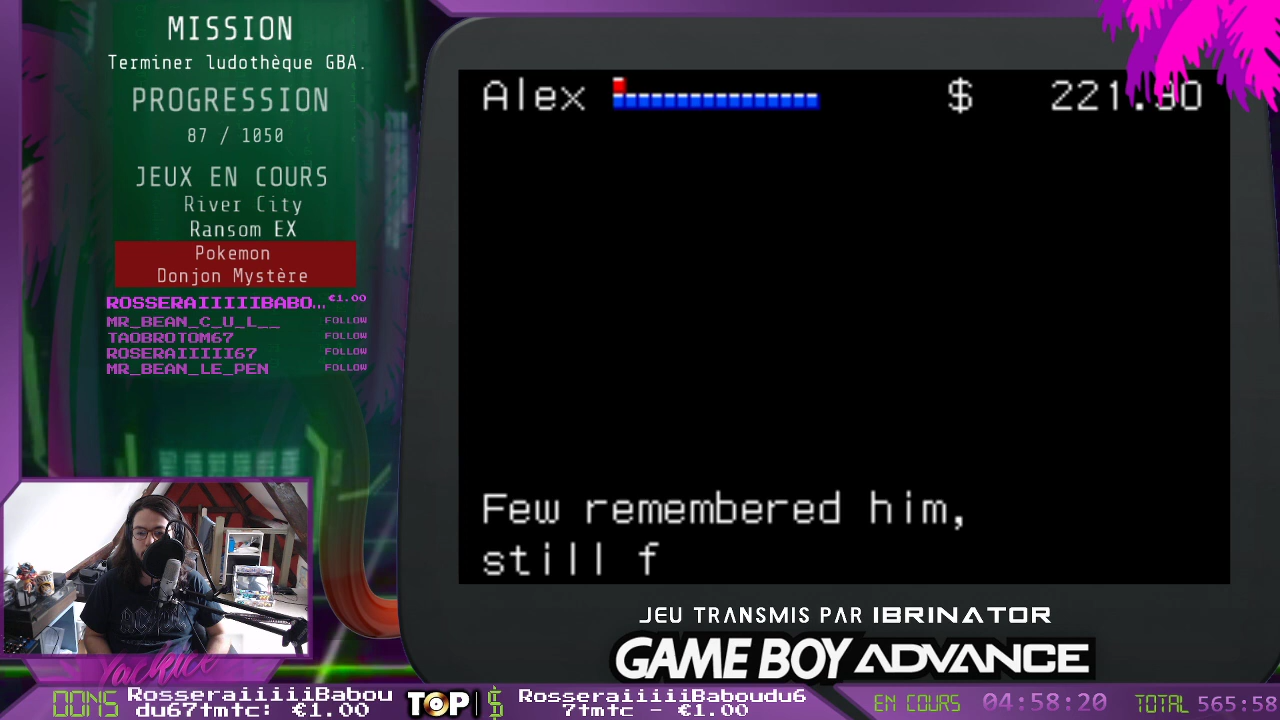 MISSION
Terminer ludothèque GBA.
PROGRESSION
87 / 1050
JEUX EN COURS
River City
Ransom EX
Pokemon
Donjon Mystère
ROSSERAIIIIIBABO... €1.00
MR_BEAN_C_U_L__ FOLLOW
TAOBROTOM67 FOLLOW
ROSERAIIIII67 FOLLOW
MR_BEAN_LE_PEN FOLLOW
Alex $ 221.90
Few remembered him,
still f
JEU TRANSMIS PAR IBRINATOR
GAME BOY ADVANCE
Yackice
DONS RosseraiiiiiBabou
du67tmtc: €1.00
TOP $ RosseraiiiiiBaboudu6
7tmtc - €1.00
EN COURS 04:58:20 TOTAL 565:58